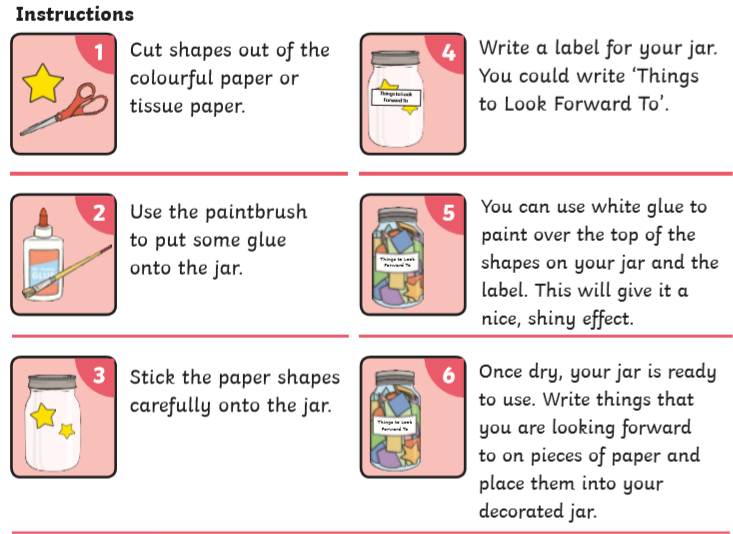 Instructions
1
Cut shapes out of the
colourful paper or
tissue paper.
2
Use the paintbrush
to put some glue
onto the jar.
GLUE
3
Stick the paper shapes
carefully onto the jar.
4
Things to Look
Forward To
Write a label for your jar.
You could write ‘Things
to Look Forward To’.
5
Things to Look
Forward To
You can use white glue to
paint over the top of the
shapes on your jar and the
label. This will give it a
nice, shiny effect.
6
Things to Look
Forward To
Once dry, your jar is ready
to use. Write things that
you are looking forward
to on pieces of paper and
place them into your
decorated jar.